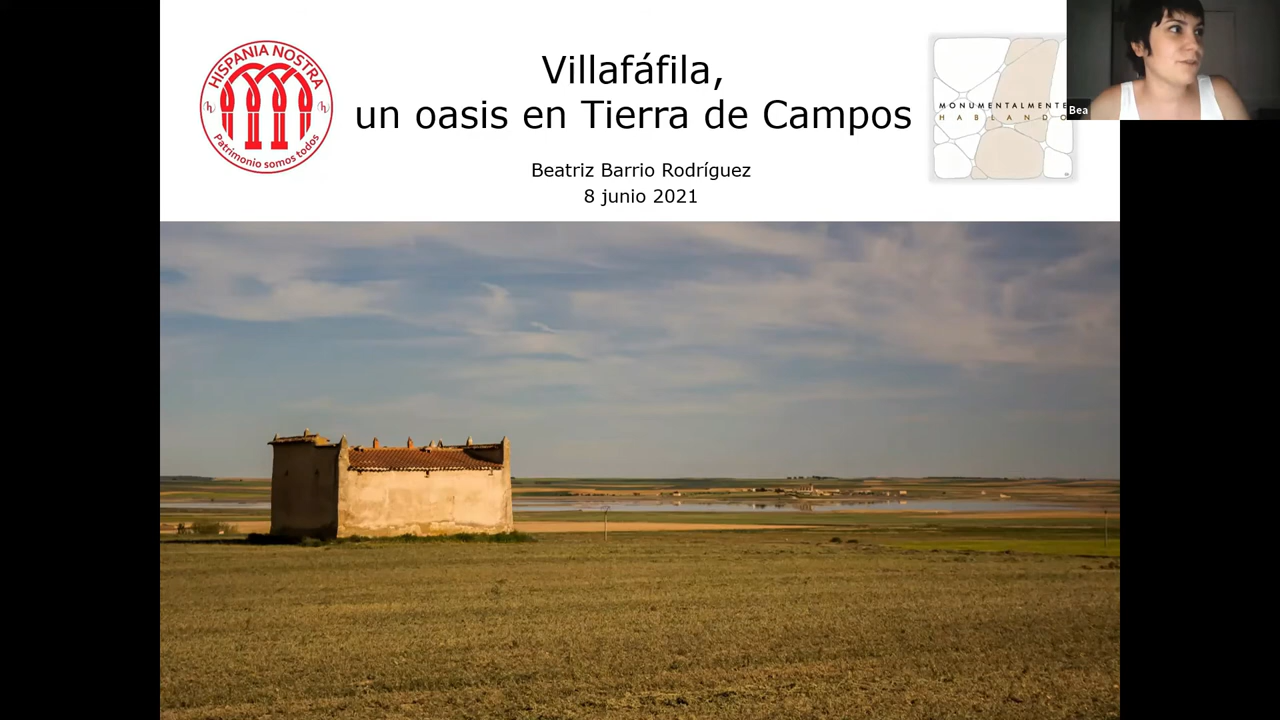 HISPANIA NOSTRA
h h
Patrimonio somos todos
Villafáfila,
un oasis en Tierra de Campos
Beatriz Barrio Rodríguez
8 junio 2021
MONUMENTALMENTE
HABLANDO
Bea